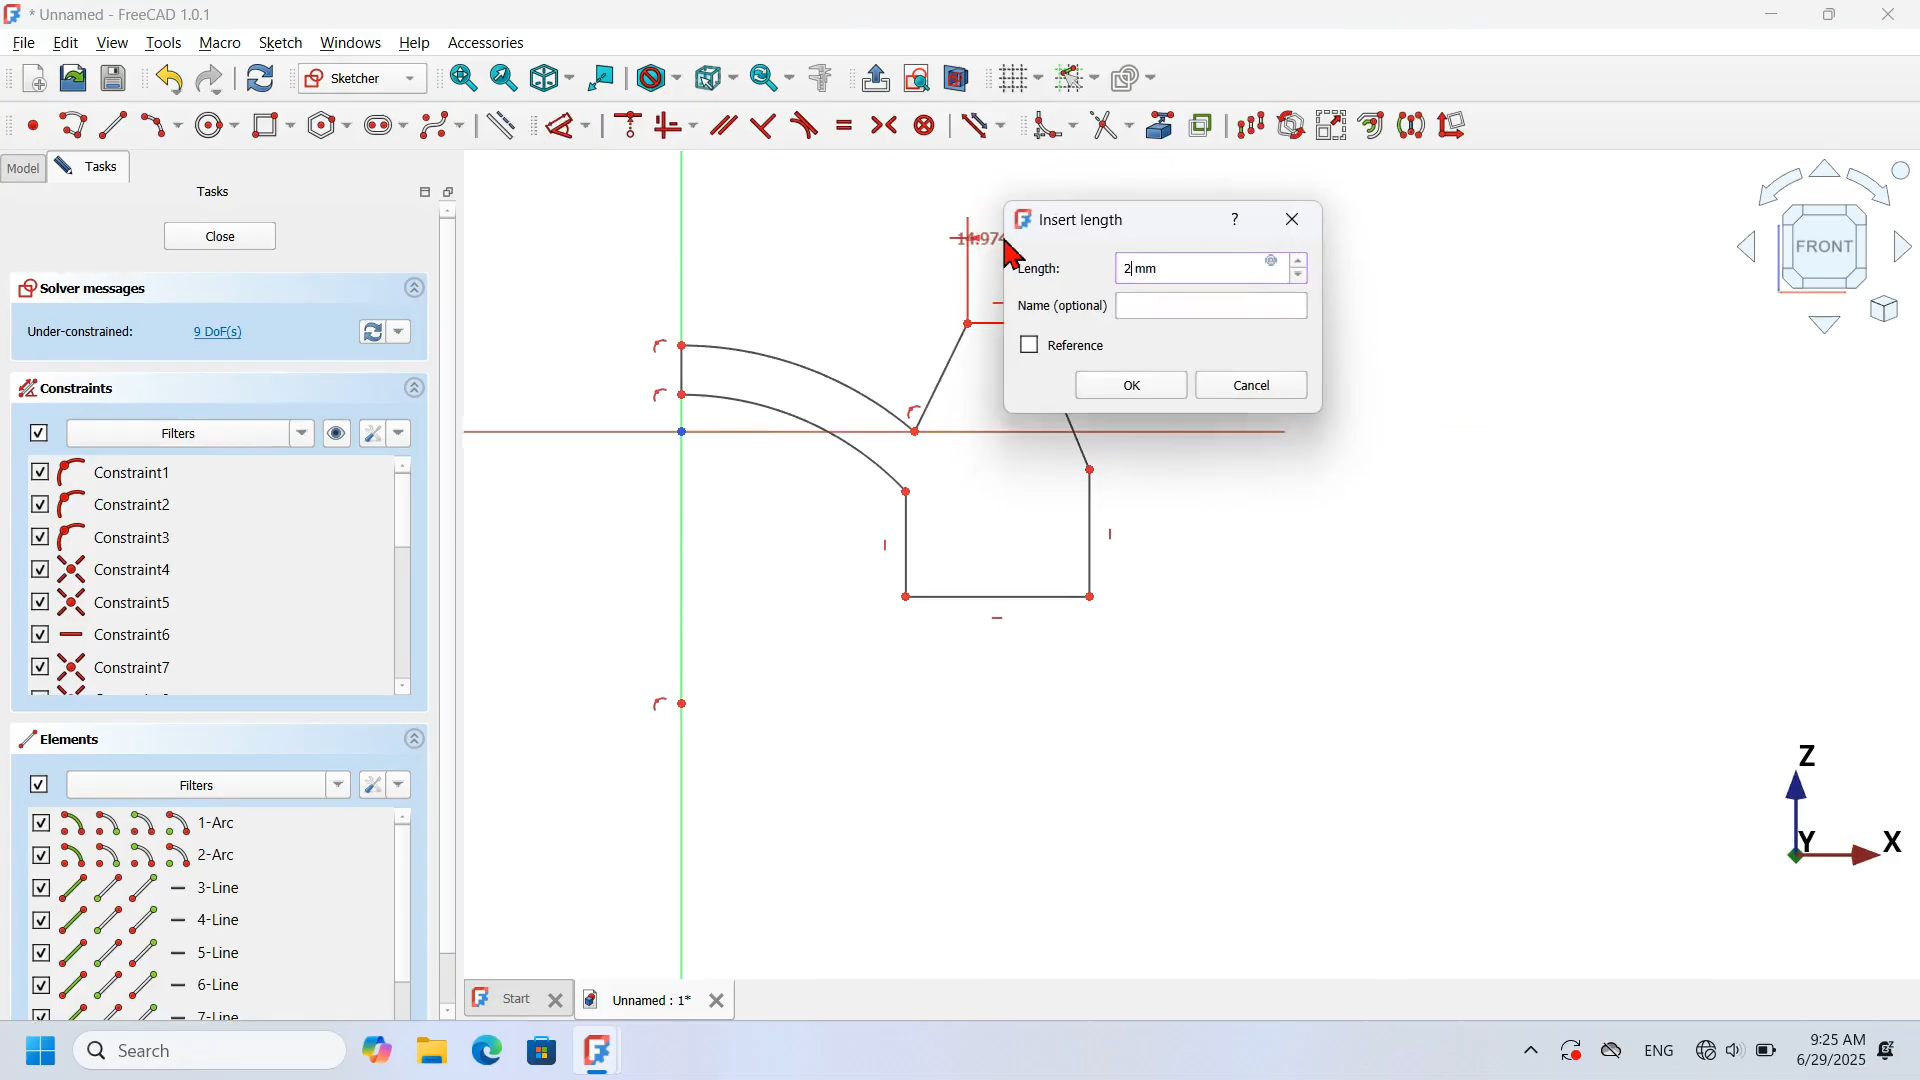 * Unnamed - FreeCAD 1.0.1
File Edit View Tools Macro Sketch Windows Help Accessories
Sketcher
Model
Tasks
Tasks
Close
Solver messages
Under-constrained: 9 DoF(s)
Constraints
Filters
Constraint1
Constraint2
Constraint3
Constraint4
Constraint5
Constraint6
Constraint7
Elements
Filters
1-Arc
2-Arc
3-Line
4-Line
5-Line
6-Line
7-Line
14.974
Insert length
?
Length: 2 mm
Name (optional)
Reference
OK Cancel
FRONT
Z
Y
X
Start
Unnamed : 1*
Search
ENG
9:25 AM
6/29/2025